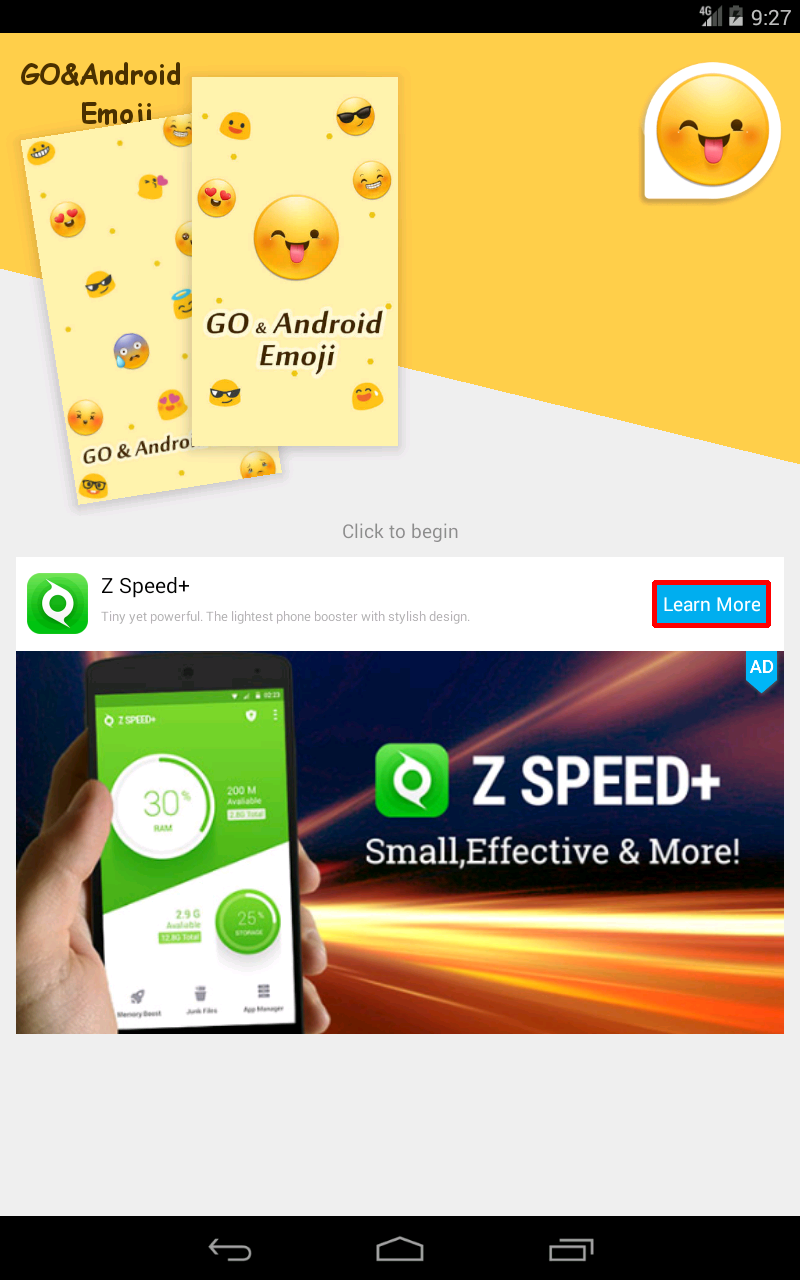 4G 9:27
GO&Android
Emoji
GO & Android
Emoji
GO & Andro
Click to begin
Z Speed+
Tiny yet powerful. The lightest phone booster with stylish design.
Learn More
AD
02:23
Z SPEED+
30%
RAM
200 M
Available
2.8G Total
2.9 G
Available
12.8G Total
25%
STORAGE
Memory Boost
Junk Files
App Manager
Z SPEED+
Small,Effective & More!